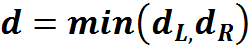 d = min(d_L, d_R)